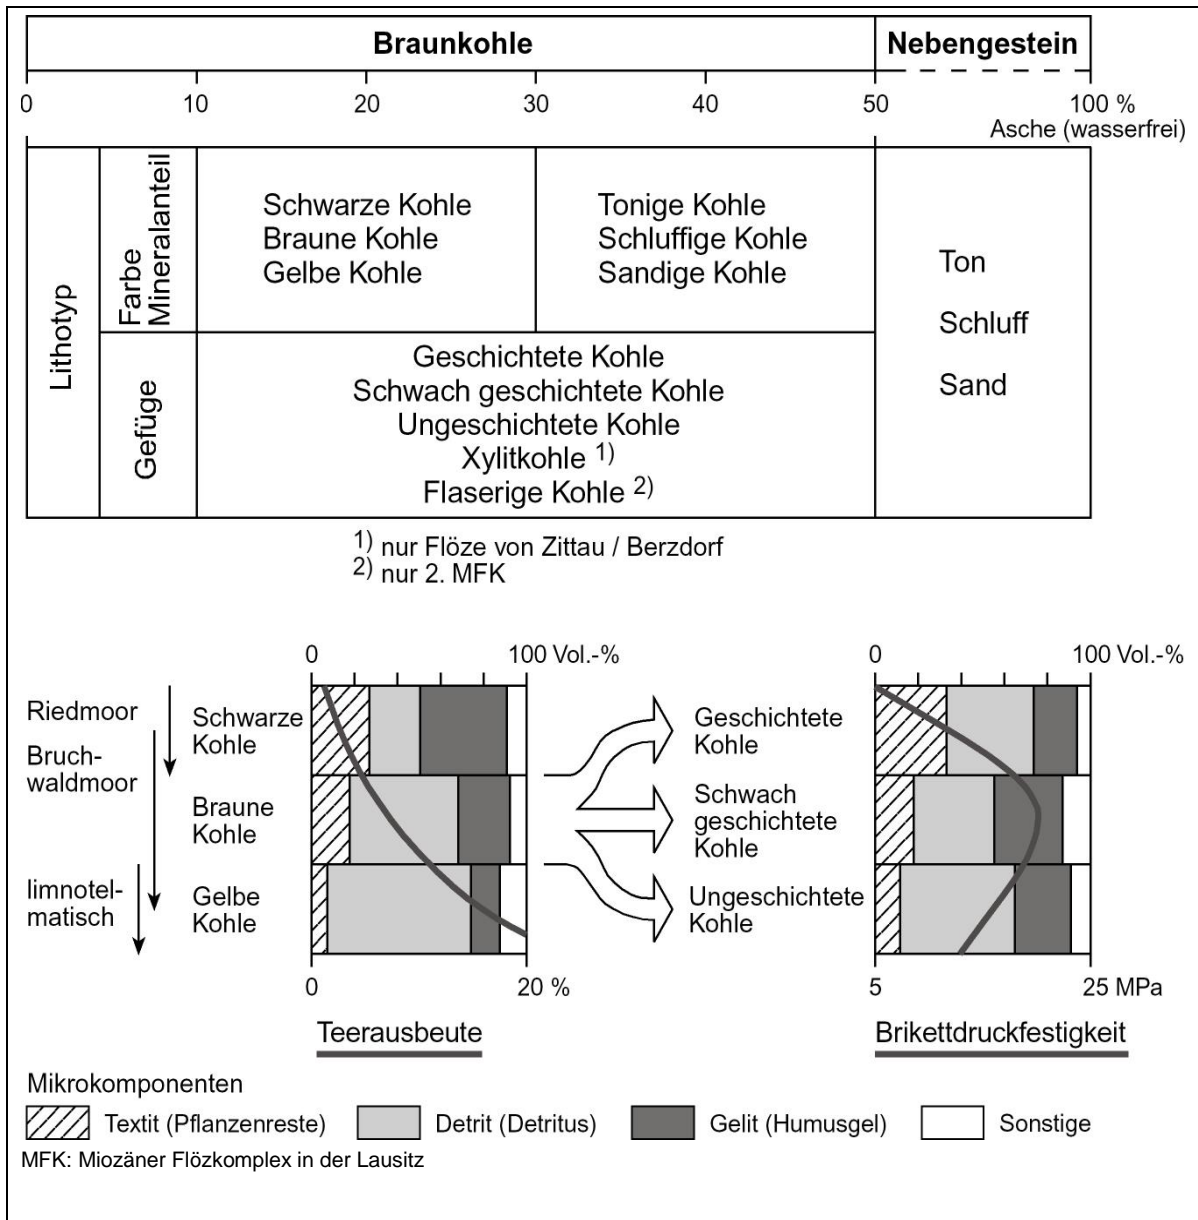 Braunkohle Nebengestein
0 10 20 30 40 50 100 %
Asche (wasserfrei)
Lithotyp
Farbe
Mineralanteil
Schwarze Kohle
Braune Kohle
Gelbe Kohle
Tonige Kohle
Schluffige Kohle
Sandige Kohle
Gefüge
Geschichtete Kohle
Schwach geschichtete Kohle
Ungeschichtete Kohle
Xylitkohle 1)
Flaserige Kohle 2)
Ton
Schluff
Sand
1) nur Flöze von Zittau / Berzdorf
2) nur 2. MFK
0 100 Vol.-%
Riedmoor
Bruch-
waldmoor
limnotel-
matisch
Schwarze
Kohle
Braune
Kohle
Gelbe
Kohle
0 20 %
Teerausbeute
Geschichtete
Kohle
Schwach
geschichtete
Kohle
Ungeschichtete
Kohle
0 100 Vol.-%
5 25 MPa
Brikettdruckfestigkeit
Mikrokomponenten
Textit (Pflanzenreste) Detrit (Detritus) Gelit (Humusgel) Sonstige
MFK: Miozäner Flözkomplex in der Lausitz